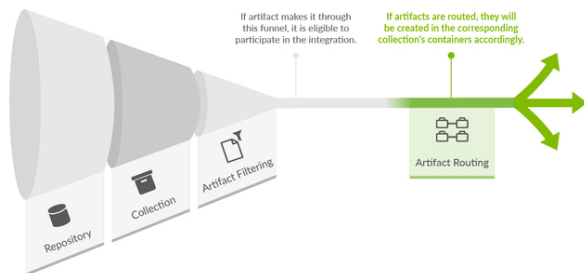 If artifact makes it through
this funnel, it is eligible to
participate in the integration.
If artifacts are routed, they will
be created in the corresponding
collection's containers accordingly.
Repository
Collection
Artifact Filtering
Artifact Routing